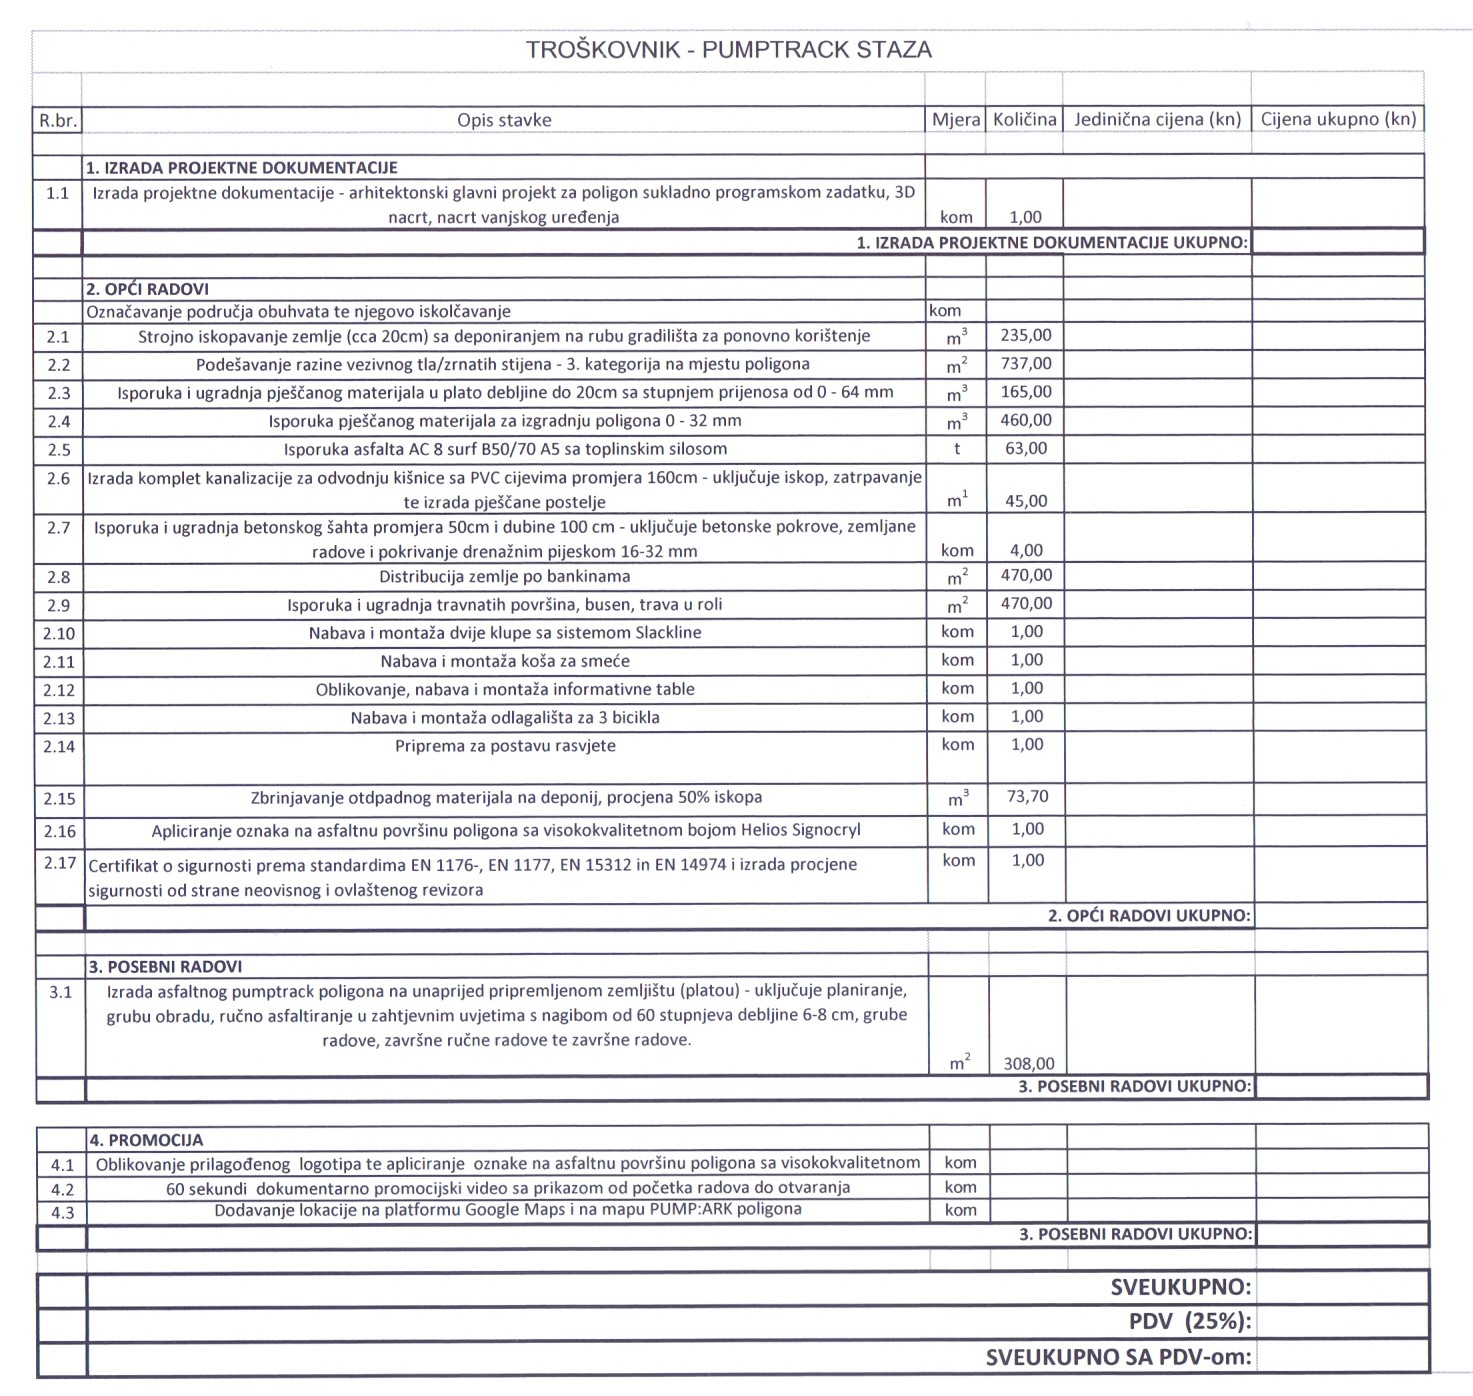 TROŠKOVNIK - PUMPTRACK STAZA
R.br. Opis stavke Mjera Količina Jedinična cijena (kn) Cijena ukupno (kn)
1. IZRADA PROJEKTNE DOKUMENTACIJE
1.1 Izrada projektne dokumentacije - arhitektonski glavni projekt za poligon sukladno programskom zadatku, 3D
nacrt, nacrt vanjskog uređenja kom 1,00
1. IZRADA PROJEKTNE DOKUMENTACIJE UKUPNO:
2. OPĆI RADOVI
Označavanje područja obuhvata te njegovo iskolčavanje kom
2.1 Strojno iskopavanje zemlje (cca 20cm) sa deponiranjem na rubu gradilišta za ponovno korištenje m³ 235,00
2.2 Podešavanje razine vezivnog tla/zrnatih stijena - 3. kategorija na mjestu poligona m² 737,00
2.3 Isporuka i ugradnja pješčanog materijala u plato debljine do 20cm sa stupnjem prijenosa od 0 - 64 mm m³ 165,00
2.4 Isporuka pješčanog materijala za izgradnju poligona 0 - 32 mm m³ 460,00
2.5 Isporuka asfalta AC 8 surf B50/70 A5 sa toplinskim silosom t 63,00
2.6 Izrada komplet kanalizacije za odvodnju kišnice sa PVC cijevima promjera 160cm - uključuje iskop, zatrpavanje
te izrada pješčane postelje m¹ 45,00
2.7 Isporuka i ugradnja betonskog šahta promjera 50cm i dubine 100 cm - uključuje betonske pokrove, zemljane
radove i pokrivanje drenažnim pijeskom 16-32 mm kom 4,00
2.8 Distribucija zemlje po bankinama m² 470,00
2.9 Isporuka i ugradnja travnatih površina, busen, trava u roli m² 470,00
2.10 Nabava i montaža dvije klupe sa sistemom Slackline kom 1,00
2.11 Nabava i montaža koša za smeće kom 1,00
2.12 Oblikovanje, nabava i montaža informativne table kom 1,00
2.13 Nabava i montaža odlagališta za 3 bicikla kom 1,00
2.14 Priprema za postavu rasvjete kom 1,00
2.15 Zbrinjavanje otdpadnog materijala na deponij, procjena 50% iskopa m³ 73,70
2.16 Apliciranje oznaka na asfaltnu površinu poligona sa visokokvalitetnom bojom Helios Signocryl kom 1,00
2.17 Certifikat o sigurnosti prema standardima EN 1176-, EN 1177, EN 15312 in EN 14974 i izrada procjene kom 1,00
sigurnosti od strane neovisnog i ovlaštenog revizora
2. OPĆI RADOVI UKUPNO:
3. POSEBNI RADOVI
3.1 Izrada asfaltnog pumptrack poligona na unaprijed pripremljenom zemljištu (platou) - uključuje planiranje,
grubu obradu, ručno asfaltiranje u zahtjevnim uvjetima s nagibom od 60 stupnjeva debljine 6-8 cm, grube
radove, završne ručne radove te završne radove.
m² 308,00
3. POSEBNI RADOVI UKUPNO:
4. PROMOCIJA
4.1 Oblikovanje prilagođenog logotipa te apliciranje oznake na asfaltnu površinu poligona sa visokokvalitetnom kom
4.2 60 sekundi dokumentarno promocijski video sa prikazom od početka radova do otvaranja kom
4.3 Dodavanje lokacije na platformu Google Maps i na mapu PUMP:ARK poligona kom
3. POSEBNI RADOVI UKUPNO:
SVEUKUPNO:
PDV (25%):
SVEUKUPNO SA PDV-om: